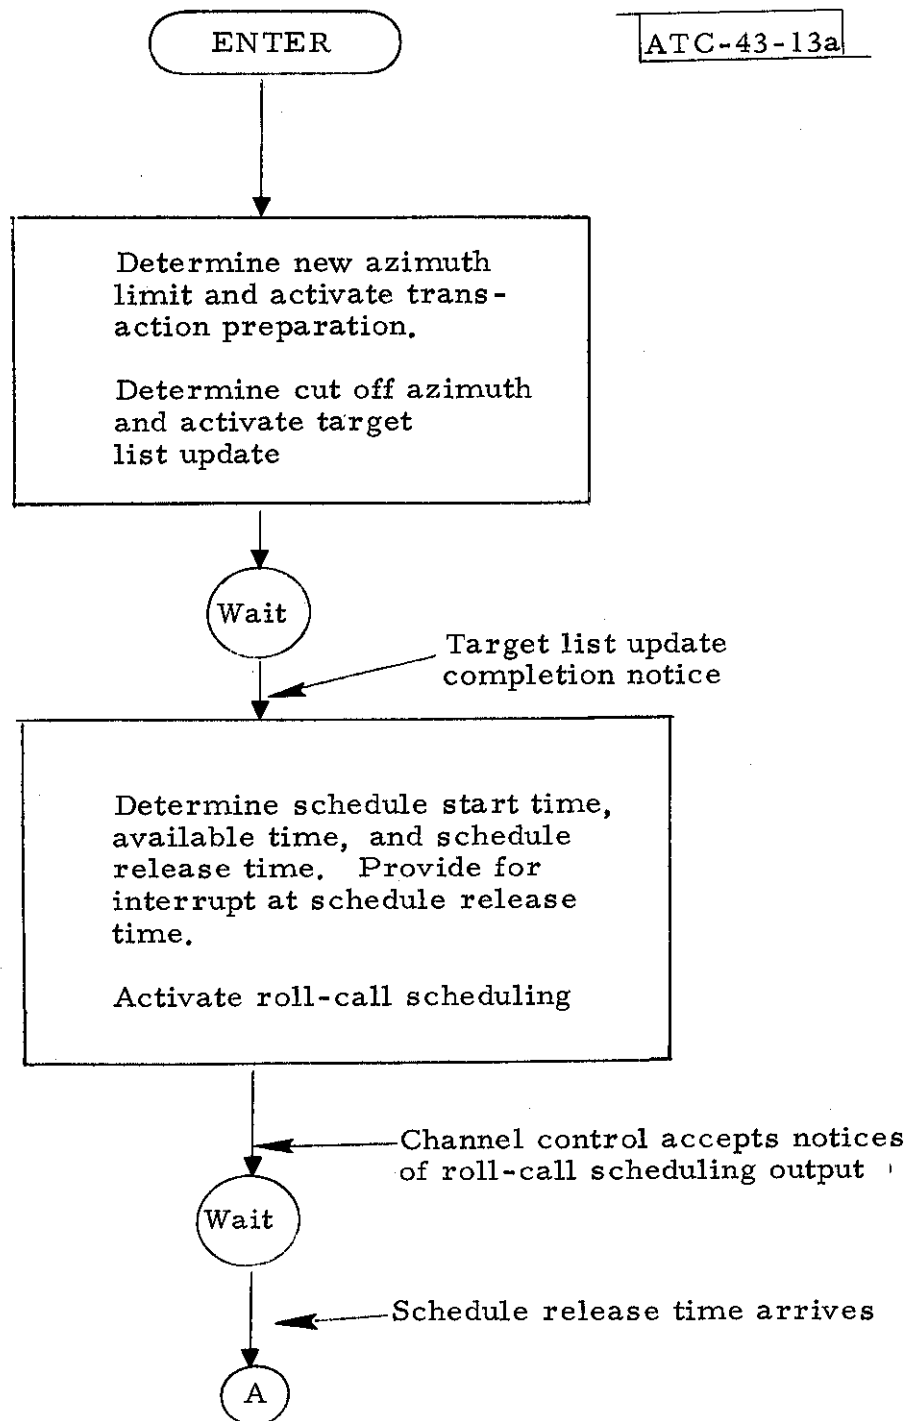 ENTER
ATC-43-13a
Determine new azimuth
limit and activate trans-
action preparation.
Determine cut off azimuth
and activate target
list update
Wait
Target list update
completion notice
Determine schedule start time,
available time, and schedule
release time. Provide for
interrupt at schedule release
time.
Activate roll-call scheduling
Channel control accepts notices
of roll-call scheduling output
Wait
Schedule release time arrives
A